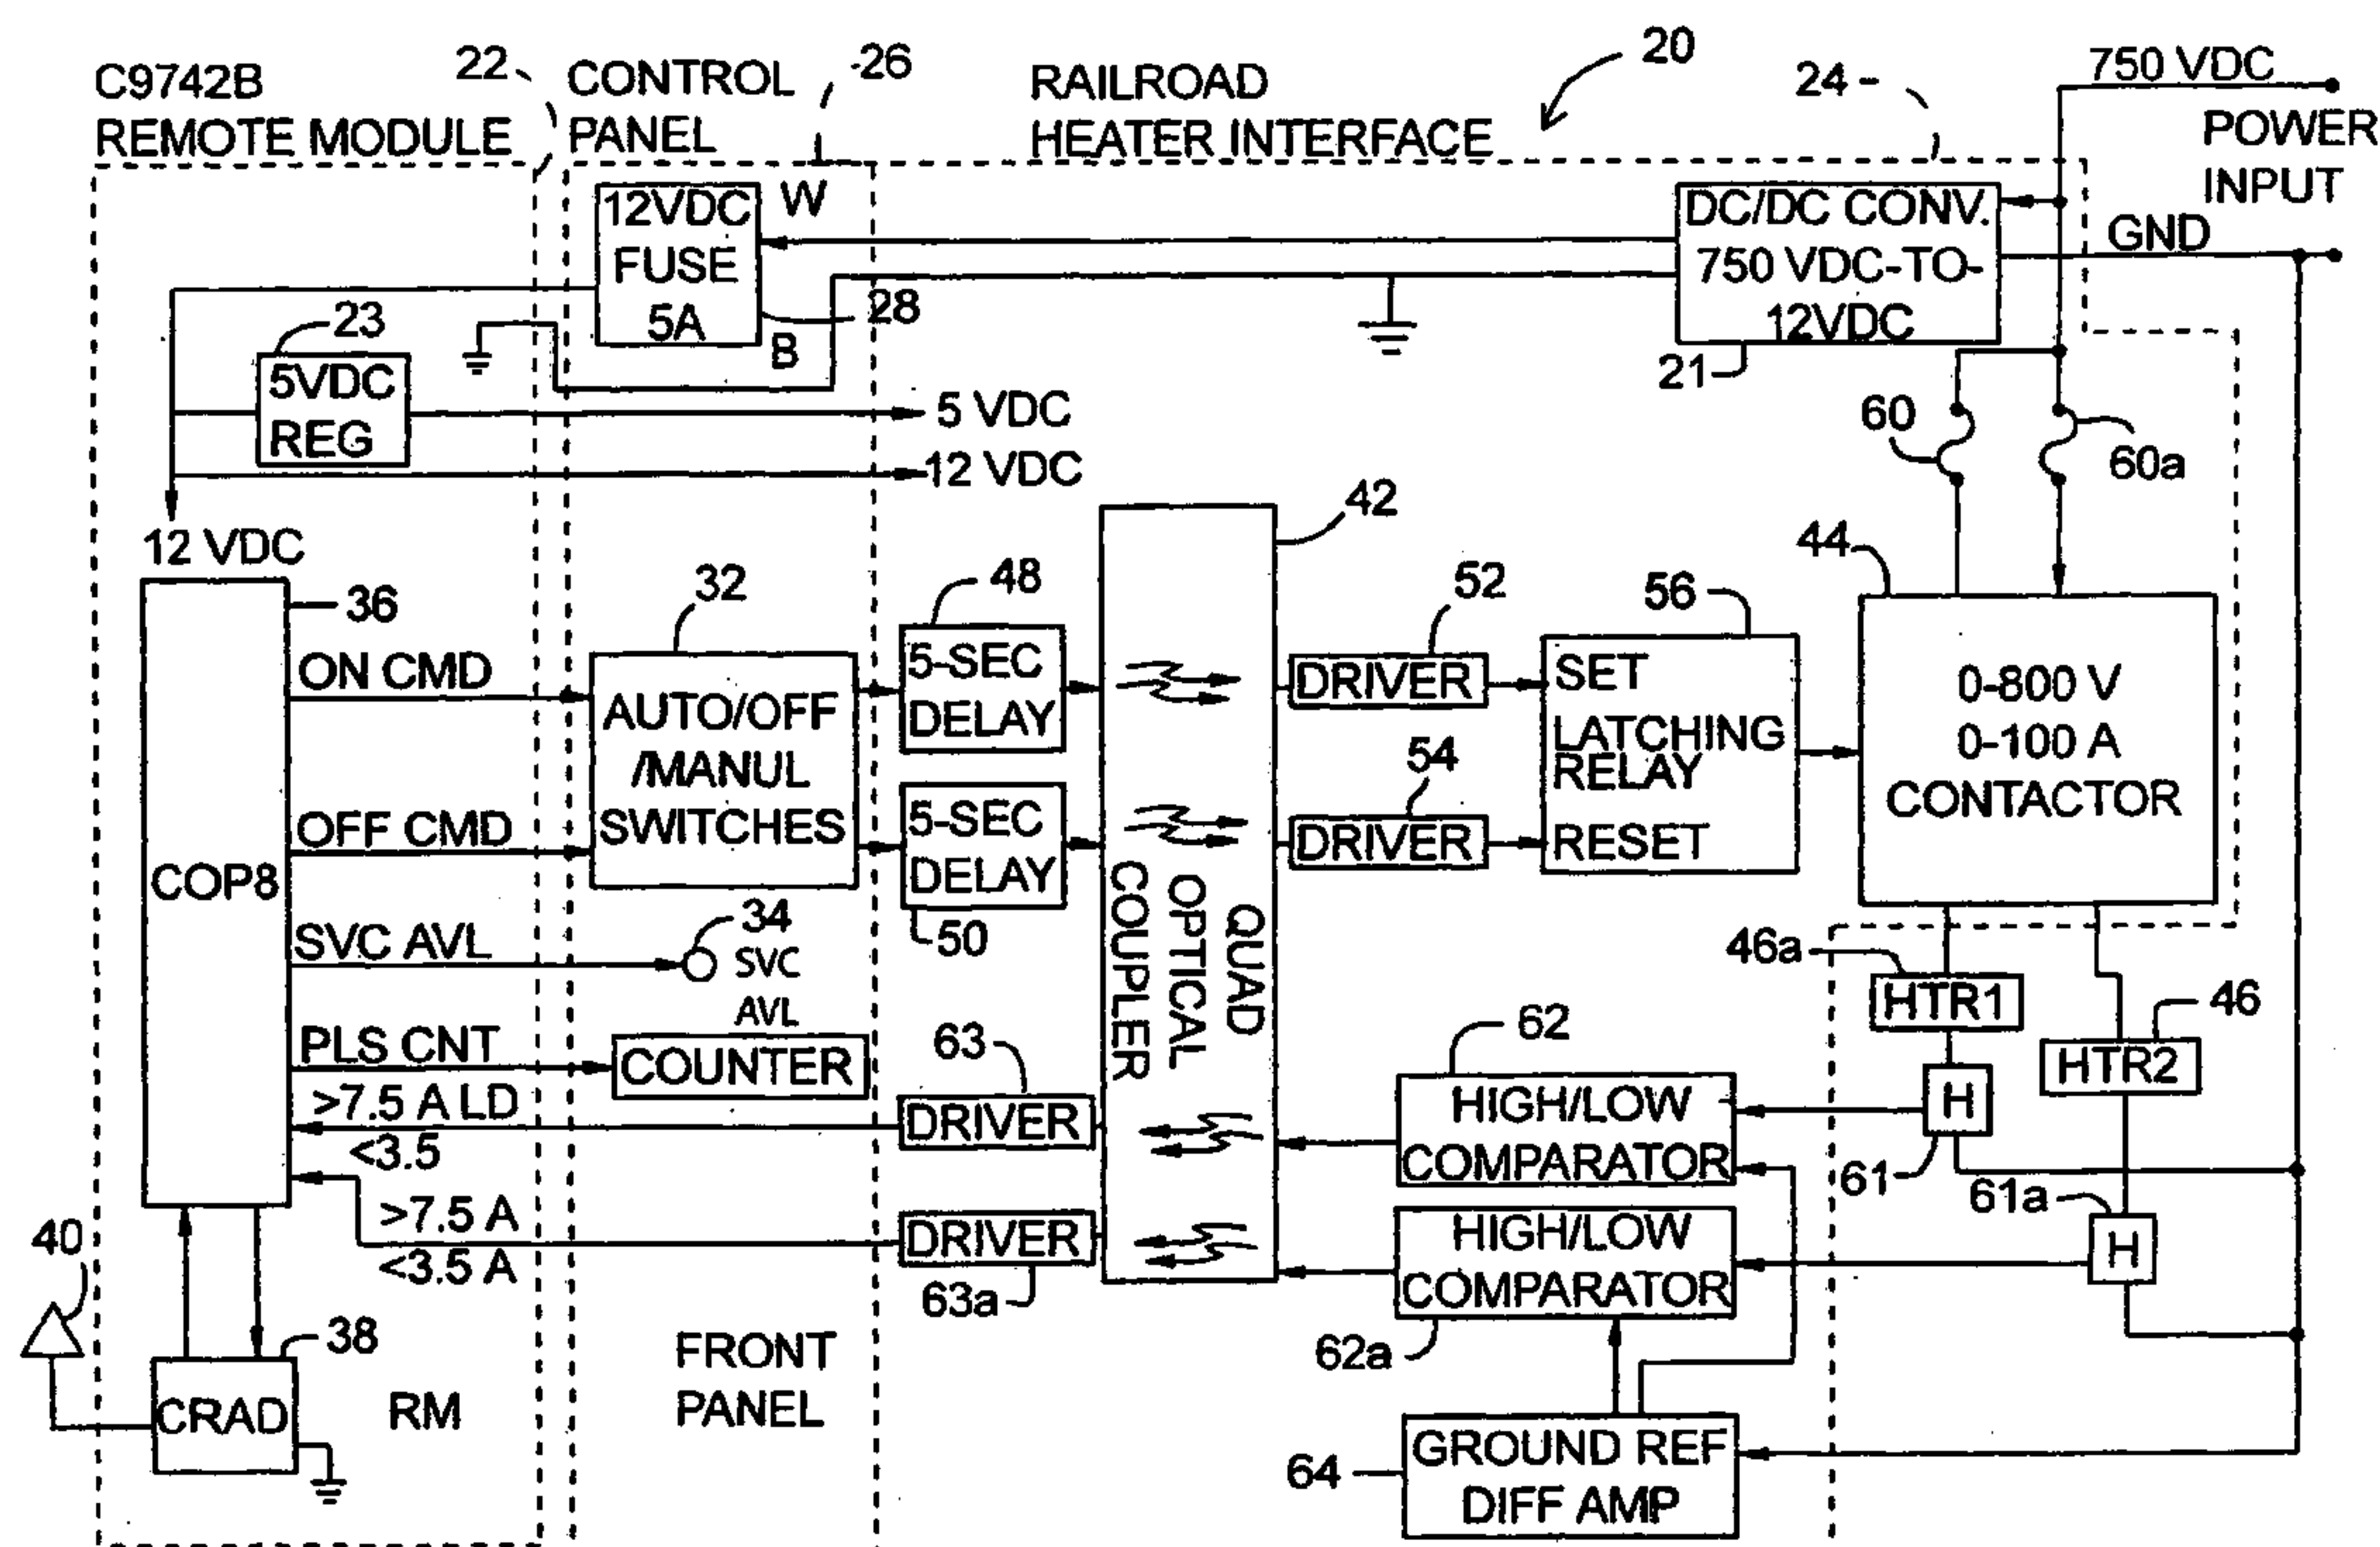 C9742B
REMOTE MODULE
22
CONTROL
PANEL
26
RAILROAD
HEATER INTERFACE
20
24
750 VDC
POWER
INPUT
GND
12VDC
FUSE
5A
W
B
28
DC/DC CONV.
750 VDC-TO-
12VDC
21
23
5VDC
REG
5 VDC
12 VDC
12 VDC
60
60a
42
44
36
COP8
ON CMD
OFF CMD
SVC AVL
PLS CNT
>7.5 A LD
<3.5
>7.5 A
<3.5 A
32
AUTO/OFF
/MANUL
SWITCHES
34
SVC
AVL
COUNTER
48
5-SEC
DELAY
5-SEC
DELAY
50
QUAD
OPTICAL
COUPLER
52
DRIVER
54
DRIVER
56
SET
LATCHING
RELAY
RESET
0-800 V
0-100 A
CONTACTOR
46a
HTR1
46
HTR2
H
61
61a
H
63
DRIVER
DRIVER
63a
62
HIGH/LOW
COMPARATOR
HIGH/LOW
COMPARATOR
62a
64
GROUND REF
DIFF AMP
40
38
CRAD
RM
FRONT
PANEL